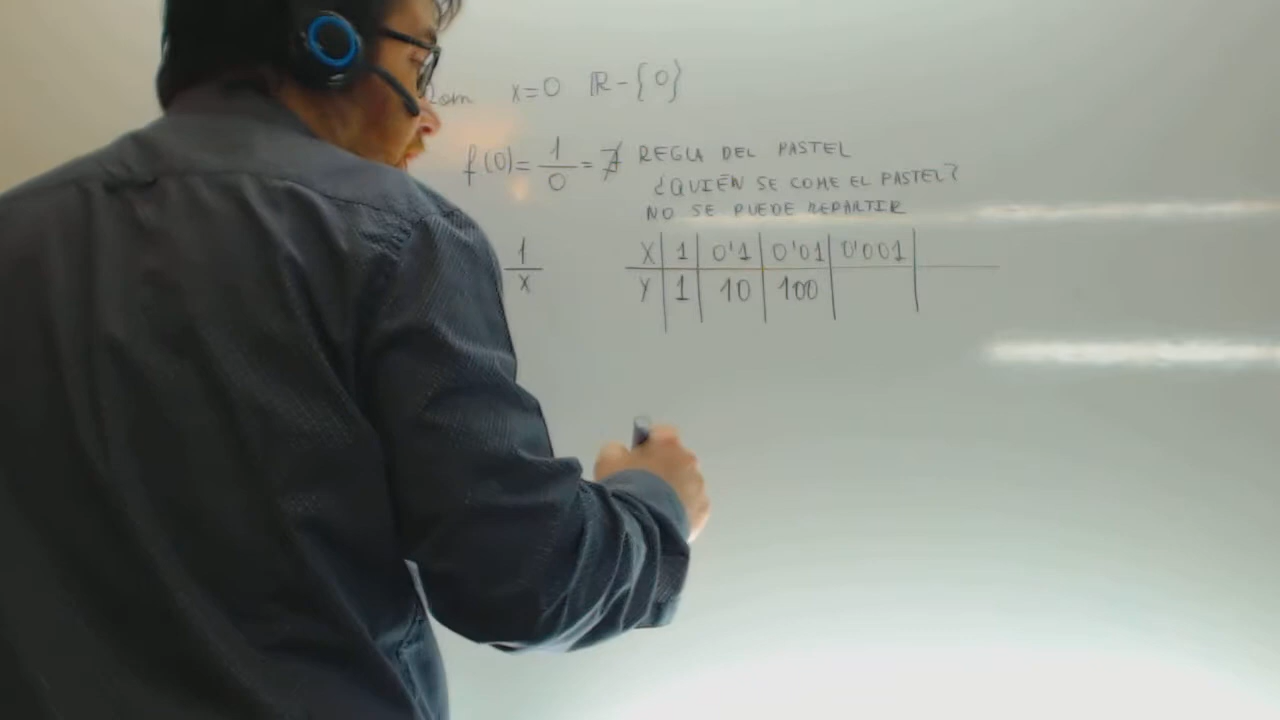 Dom x=0 ℝ-{0}
f(0)= 1/0 = ∄ REGLA DEL PASTEL
¿QUIÉN SE COME EL PASTEL?
NO SE PUEDE REPARTIR
1/x
X | 1 | 0'1 | 0'01 | 0'001 |
Y | 1 | 10 | 100 | |